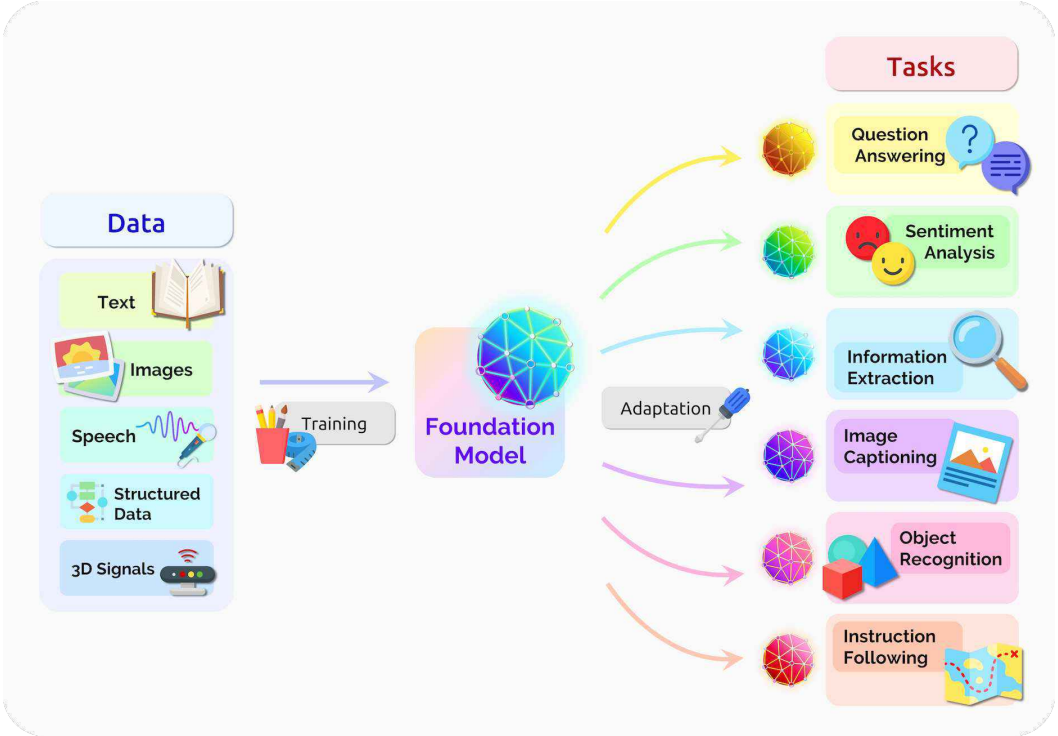 Data
Text
Images
Speech
Structured
Data
3D Signals
Training
Foundation
Model
Adaptation
Tasks
Question
Answering
Sentiment
Analysis
Information
Extraction
Image
Captioning
Object
Recognition
Instruction
Following